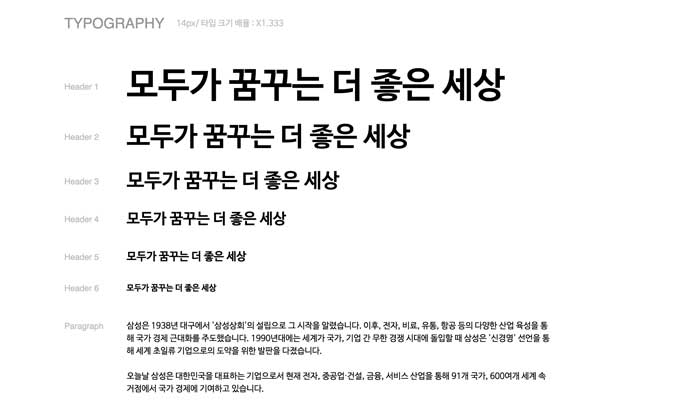 TYPOGRAPHY 14px/ 타입 크기 배율 : X1.333
Header 1 모두가 꿈꾸는 더 좋은 세상
Header 2 모두가 꿈꾸는 더 좋은 세상
Header 3 모두가 꿈꾸는 더 좋은 세상
Header 4 모두가 꿈꾸는 더 좋은 세상
Header 5 모두가 꿈꾸는 더 좋은 세상
Header 6 모두가 꿈꾸는 더 좋은 세상
Paragraph 삼성은 1938년 대구에서 '삼성상회'의 설립으로 그 시작을 알렸습니다. 이후, 전자, 비료, 유통, 항공 등의 다양한 산업 육성을 통
해 국가 경제 근대화를 주도했습니다. 1990년대에는 세계가 국가, 기업 간 무한 경쟁 시대에 돌입할 때 삼성은 '신경영' 선언을 통
해 세계 초일류 기업으로의 도약을 위한 발판을 다졌습니다.
오늘날 삼성은 대한민국을 대표하는 기업으로서 현재 전자, 중공업·건설, 금융, 서비스 산업을 통해 91개 국가, 600여개 세계 속
거점에서 국가 경제에 기여하고 있습니다.